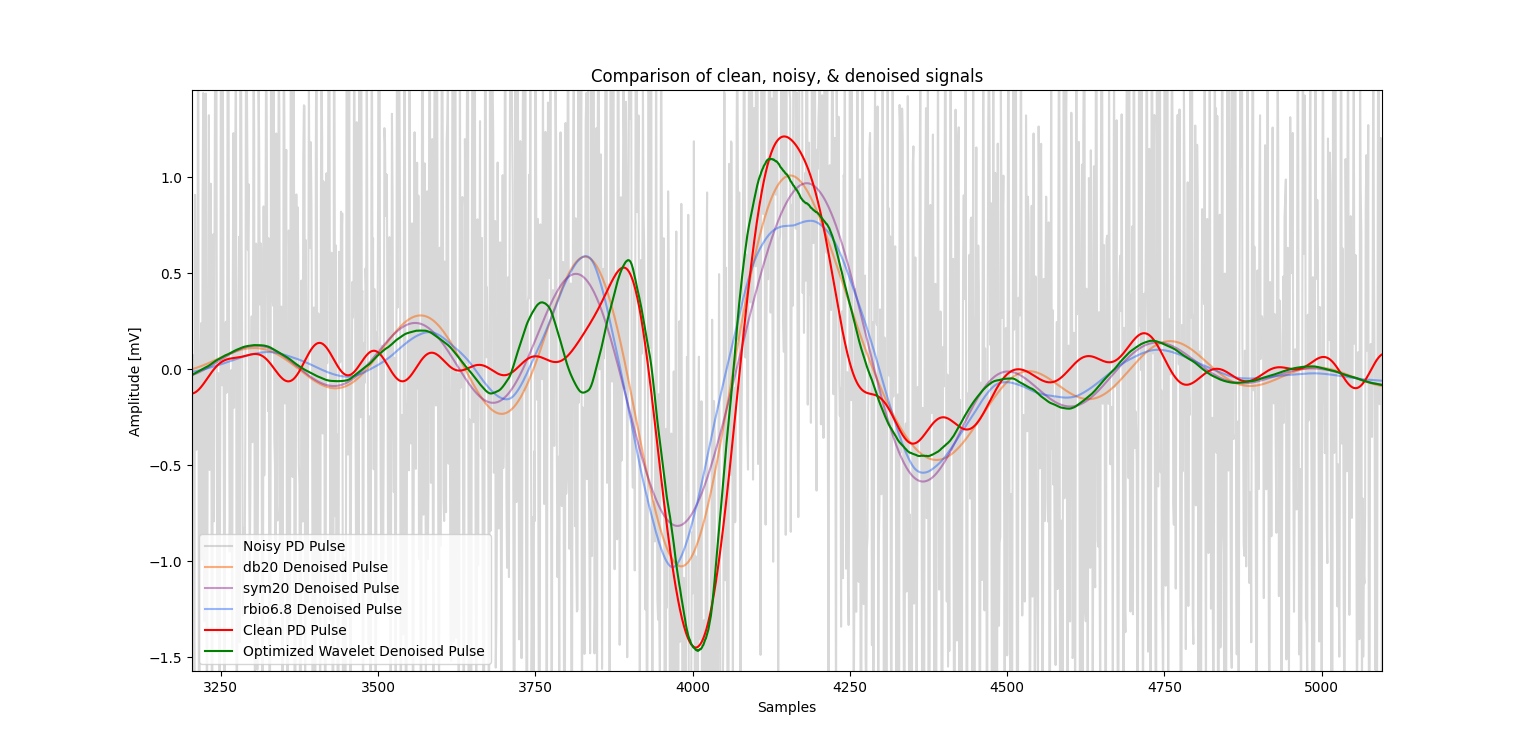 Comparison of clean, noisy, & denoised signals
Amplitude [mV]
1.0
0.5
0.0
−0.5
−1.0
−1.5
Noisy PD Pulse
db20 Denoised Pulse
sym20 Denoised Pulse
rbio6.8 Denoised Pulse
Clean PD Pulse
Optimized Wavelet Denoised Pulse
3250 3500 3750 4000 4250 4500 4750 5000
Samples